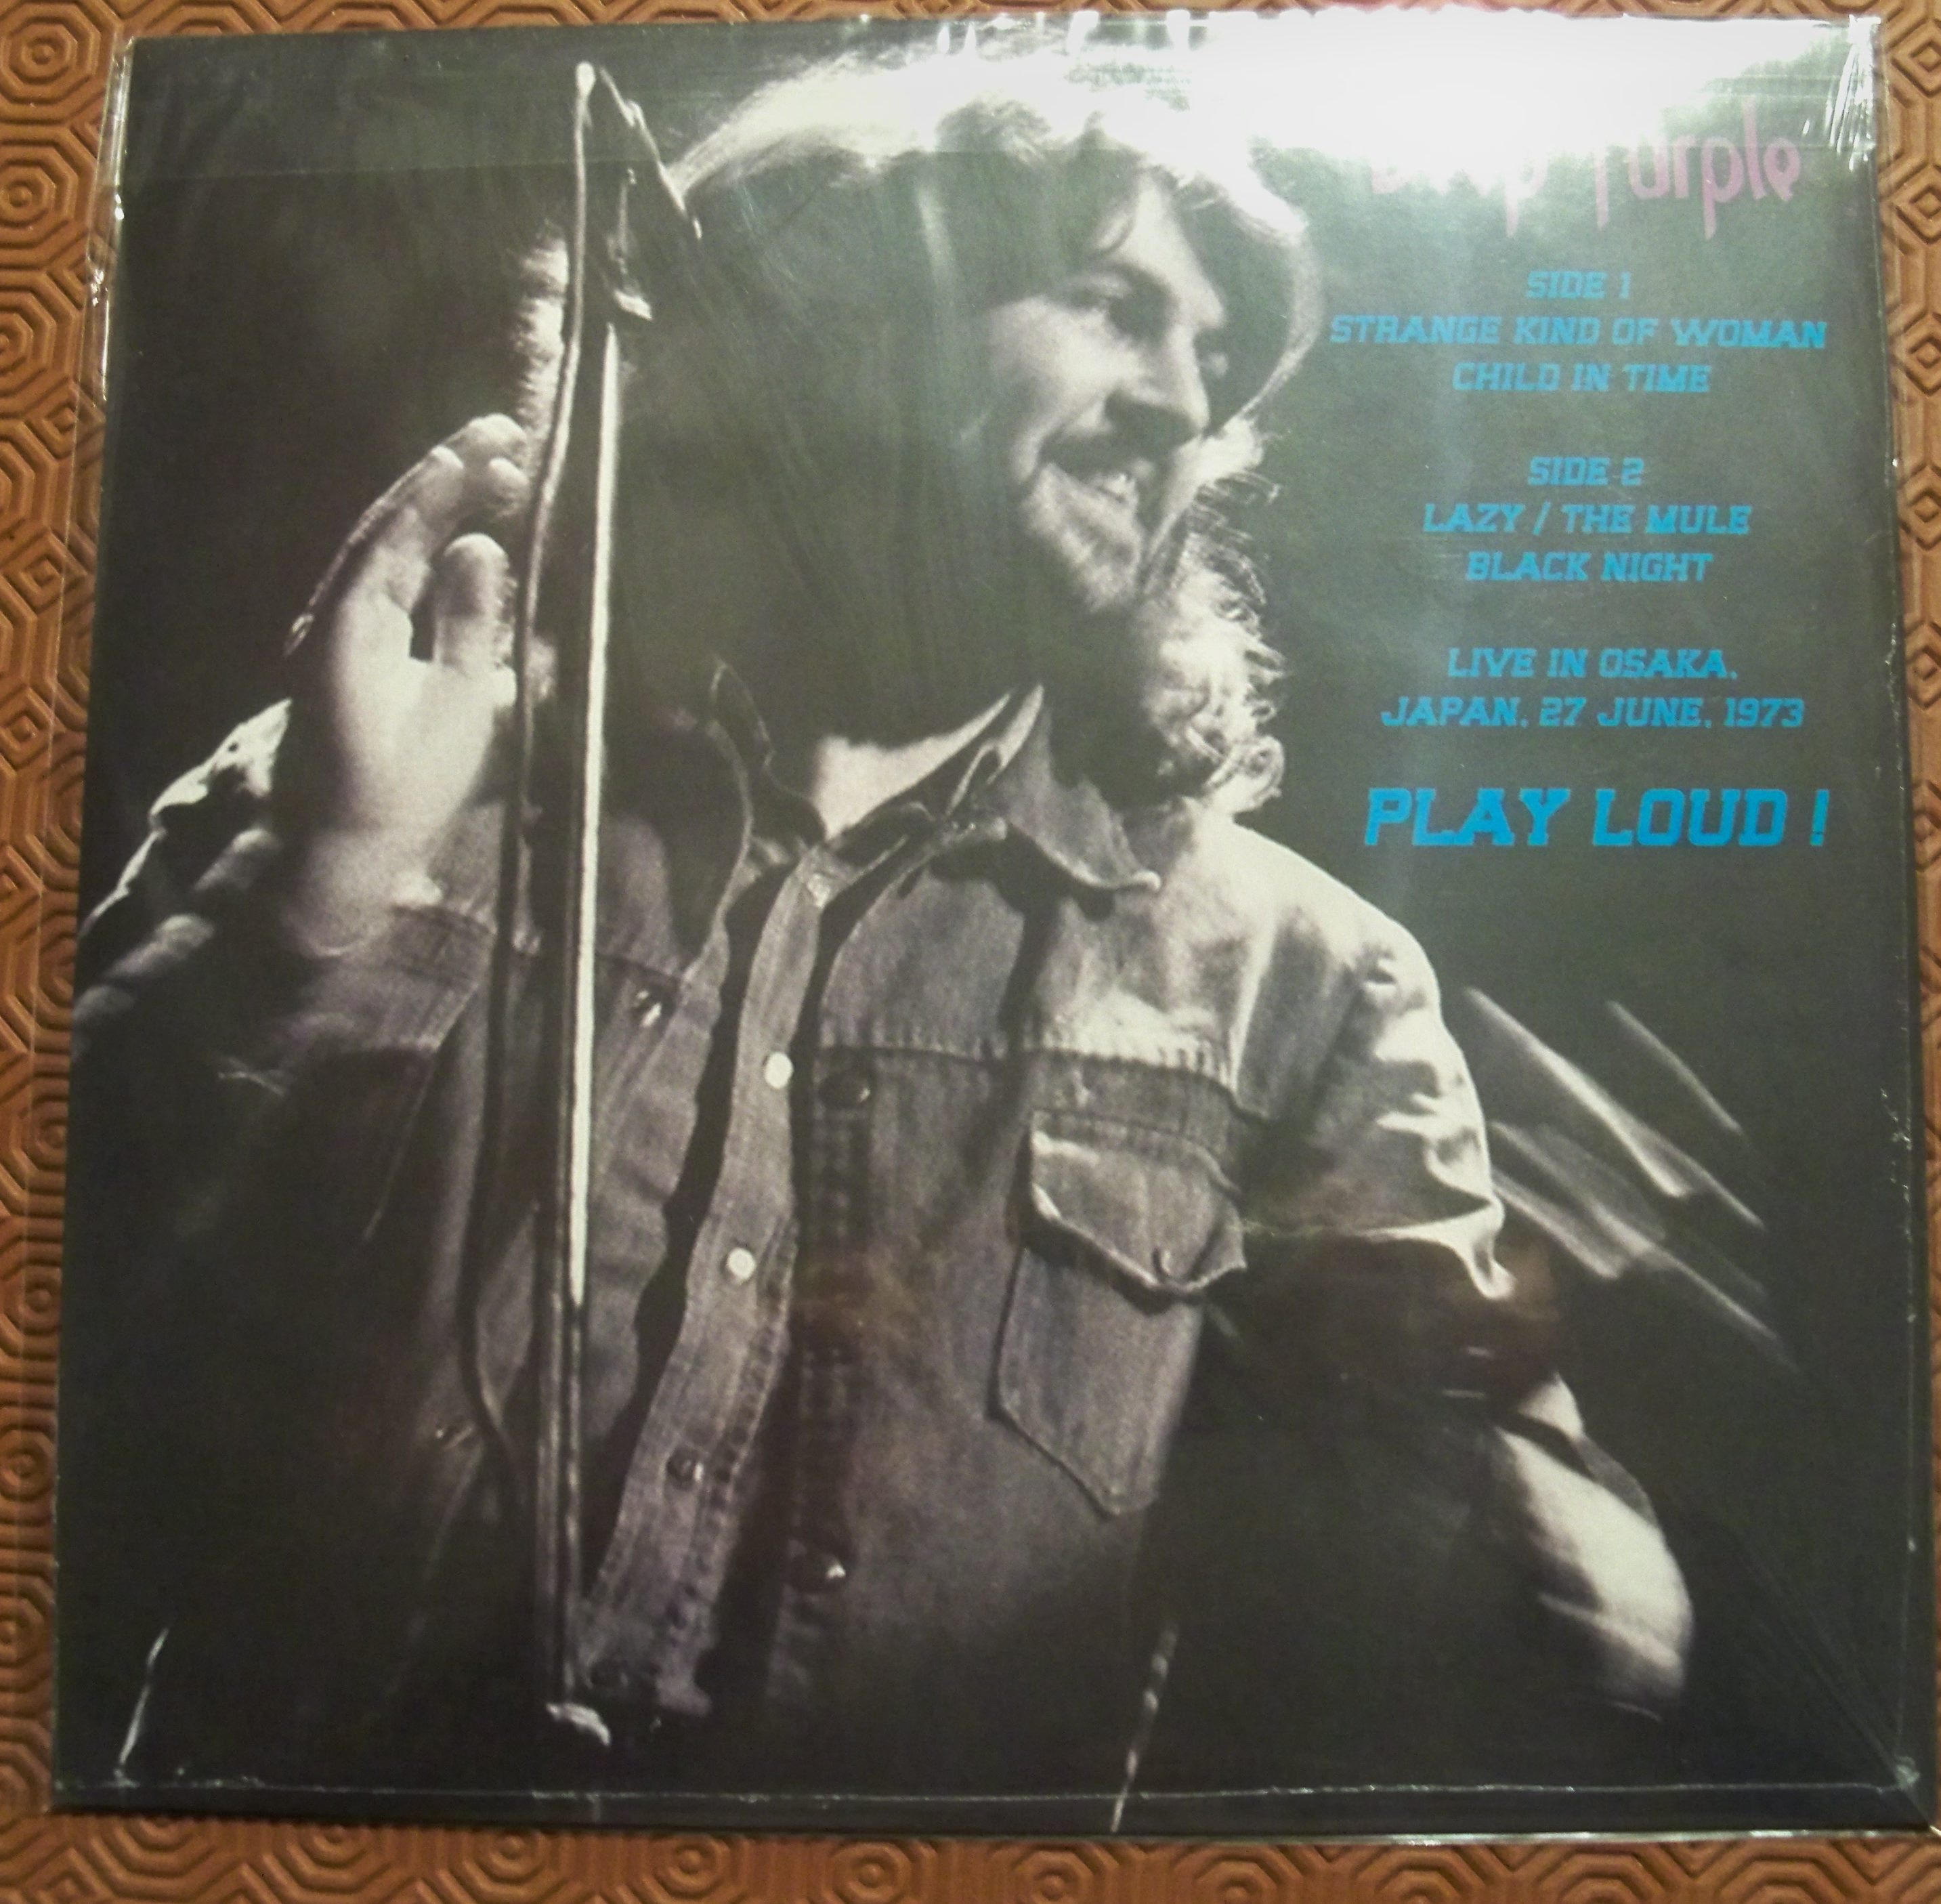 Deep Purple
SIDE 1
STRANGE KIND OF WOMAN
CHILD IN TIME
SIDE 2
LAZY / THE MULE
BLACK NIGHT
LIVE IN OSAKA,
JAPAN, 27 JUNE, 1973
PLAY LOUD !